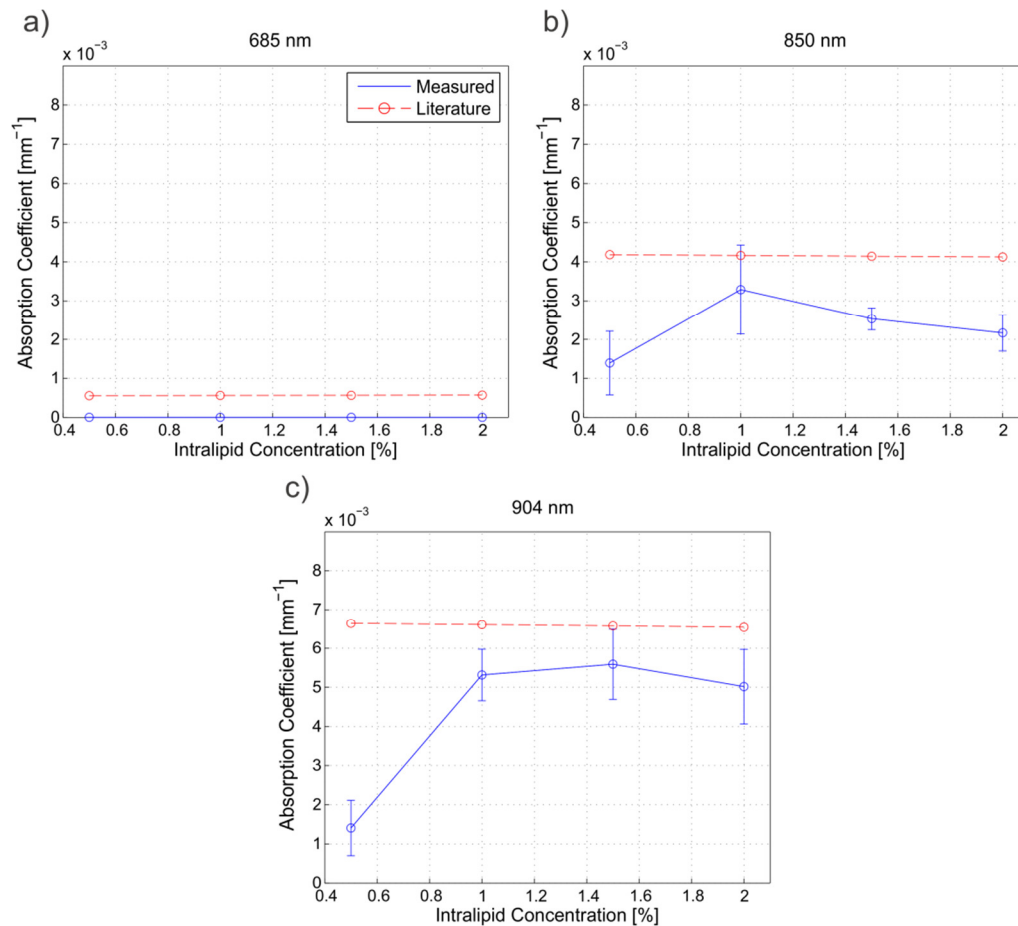 a)
685 nm
x 10⁻³
8
7
6
5
4
3
2
1
0
0.4 0.6 0.8 1 1.2 1.4 1.6 1.8 2
Absorption Coefficient [mm⁻¹]
Intralipid Concentration [%]
Measured
Literature
b)
850 nm
x 10⁻³
8
7
6
5
4
3
2
1
0
0.4 0.6 0.8 1 1.2 1.4 1.6 1.8 2
Absorption Coefficient [mm⁻¹]
Intralipid Concentration [%]
c)
904 nm
x 10⁻³
8
7
6
5
4
3
2
1
0
0.4 0.6 0.8 1 1.2 1.4 1.6 1.8 2
Absorption Coefficient [mm⁻¹]
Intralipid Concentration [%]